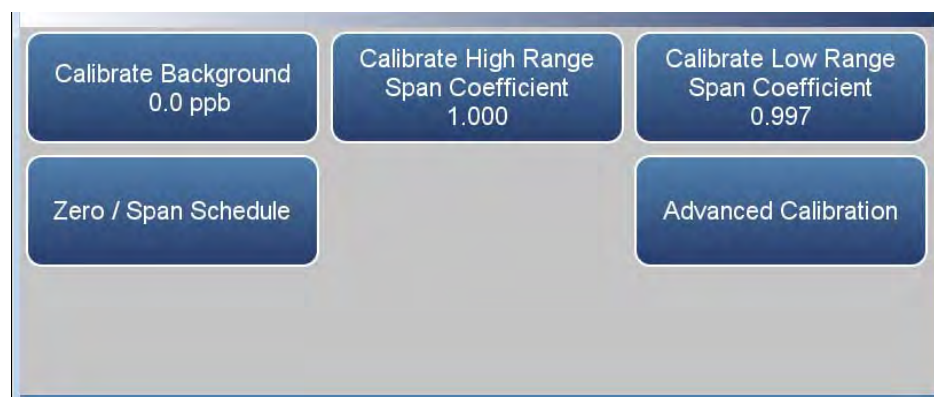 Calibrate Background
0.0 ppb
Calibrate High Range
Span Coefficient
1.000
Calibrate Low Range
Span Coefficient
0.997
Zero / Span Schedule
Advanced Calibration